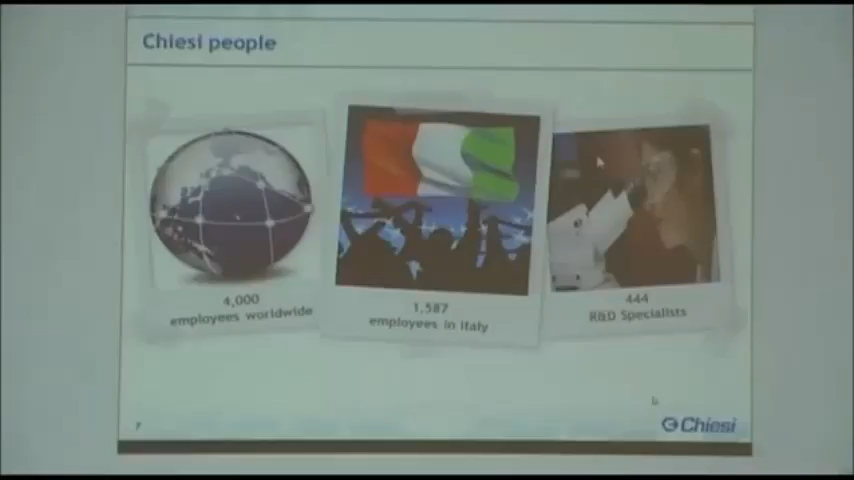 Chiesi people
4,000
employees worldwide
1,587
employees in Italy
444
R&D Specialists
7
Chiesi